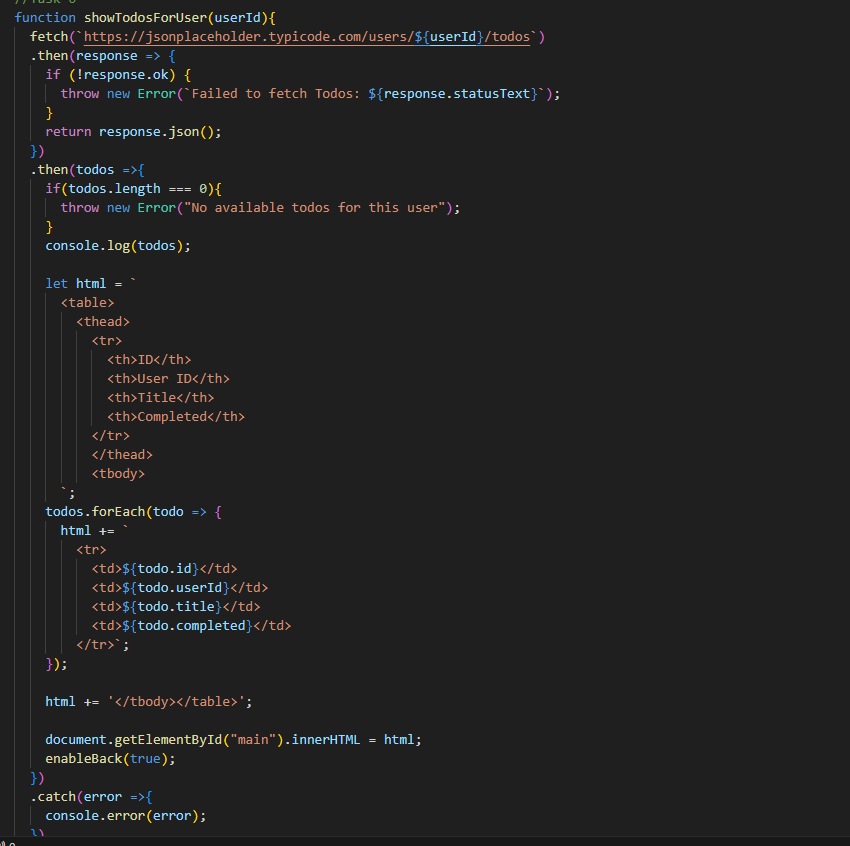 //Task 6
function showTodosForUser(userId){
fetch(`https://jsonplaceholder.typicode.com/users/${userId}/todos`)
.then(response => {
if (!response.ok) {
throw new Error(`Failed to fetch Todos: ${response.statusText}`);
}
return response.json();
})
.then(todos =>{
if(todos.length === 0){
throw new Error("No available todos for this user");
}
console.log(todos);
let html = `
<table>
<thead>
<tr>
<th>ID</th>
<th>User ID</th>
<th>Title</th>
<th>Completed</th>
</tr>
</thead>
<tbody>
`;
todos.forEach(todo => {
html += `
<tr>
<td>${todo.id}</td>
<td>${todo.userId}</td>
<td>${todo.title}</td>
<td>${todo.completed}</td>
</tr>`;
});
html += '</tbody></table>';
document.getElementById("main").innerHTML = html;
enableBack(true);
})
.catch(error =>{
console.error(error);
})